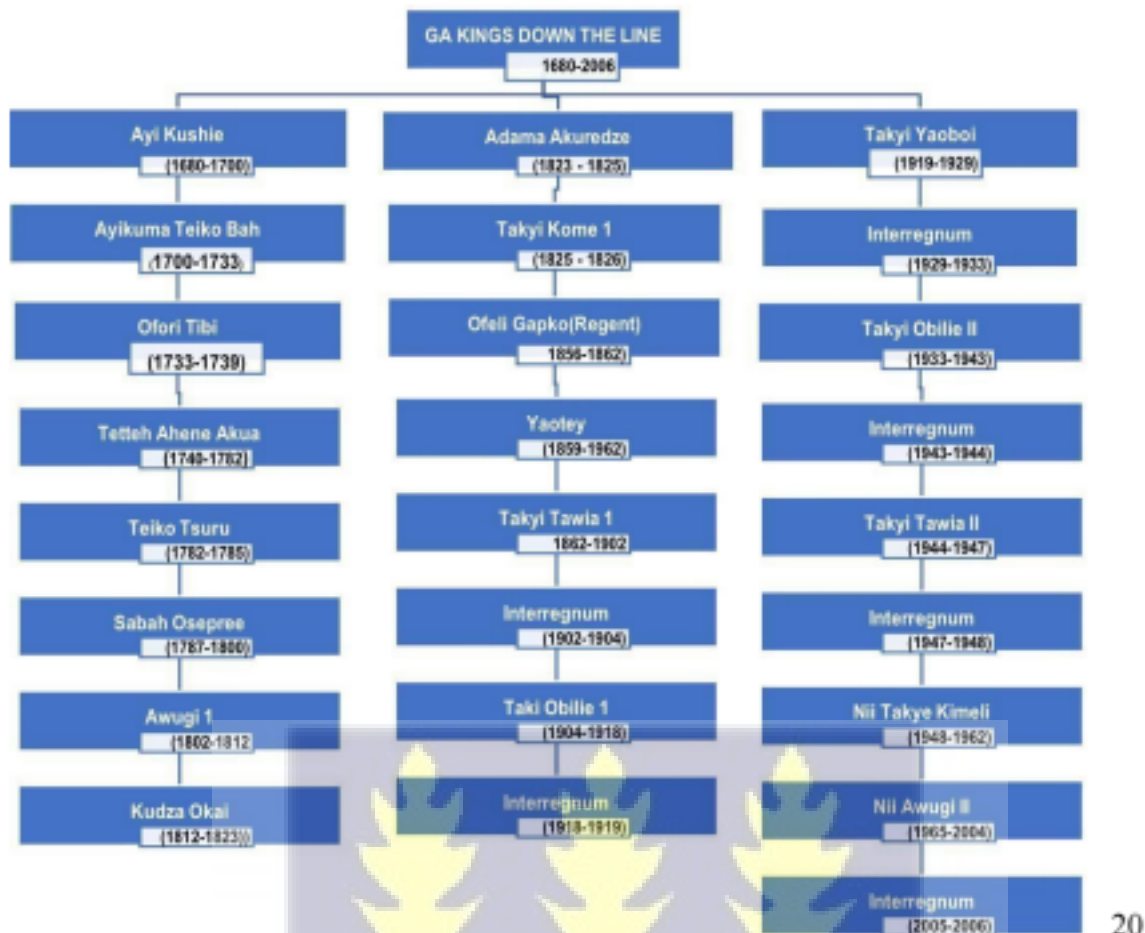 GA KINGS DOWN THE LINE
1680-2006
Ayi Kushie
(1680-1700)
Ayikuma Teiko Bah
(1700-1733)
Ofori Tibi
(1733-1739)
Tetteh Ahene Akua
(1740-1782)
Teiko Tsuru
(1782-1785)
Sabah Osepree
(1787-1800)
Awugi 1
(1802-1812
Kudza Okai
(1812-1823))
Adama Akuredze
(1823 - 1825)
Takyi Kome 1
(1825 - 1826)
Ofeli Gapko(Regent)
1856-1862)
Yaotey
(1859-1962)
Takyi Tawia 1
1862-1902
Interregnum
(1902-1904)
Taki Obilie 1
(1904-1918)
Interregnum
(1918-1919)
Takyi Yaoboi
(1919-1929)
Interregnum
(1929-1933)
Takyi Obilie II
(1933-1943)
Interregnum
(1943-1944)
Takyi Tawia II
(1944-1947)
Interregnum
(1947-1948)
Nii Takye Kimeli
(1948-1962)
Nii Awugi II
(1965-2004)
Interregnum
(2005-2006)
20